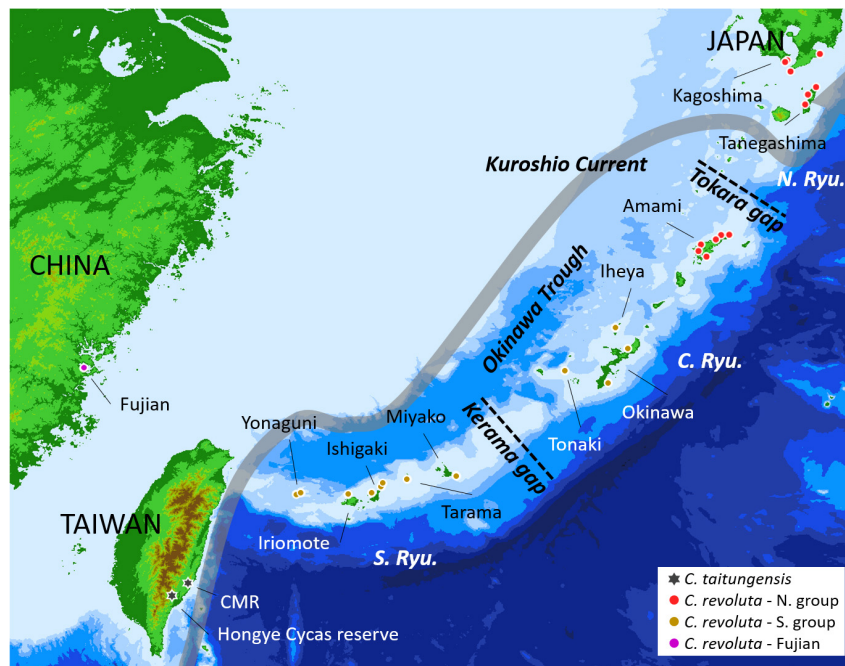 JAPAN
Kagoshima
Tanegashima
Kuroshio Current
N. Ryu.
Tokara gap
Amami
CHINA
Iheya
Okinawa Trough
C. Ryu.
Fujian
Okinawa
Yonaguni
Miyako
Kerama gap
Tonaki
Ishigaki
Tarama
TAIWAN
Iriomote
S. Ryu.
CMR
Hongye Cycas reserve
C. taitungensis
C. revoluta - N. group
C. revoluta - S. group
C. revoluta - Fujian